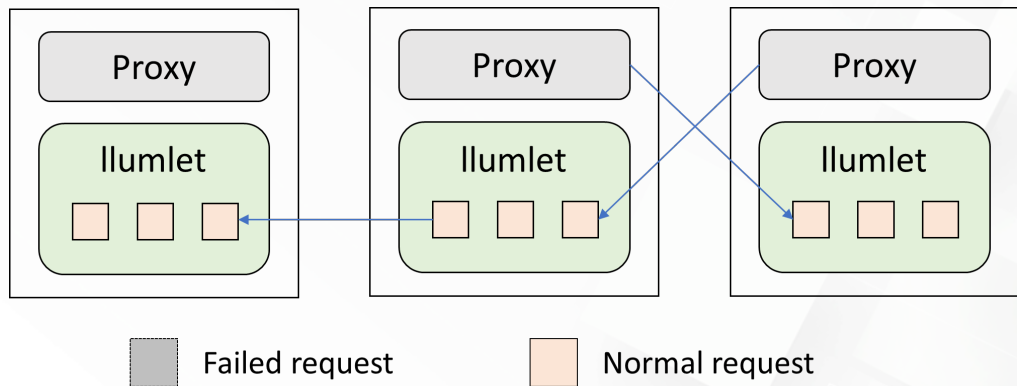 Proxy
Proxy
Proxy
llumlet
llumlet
llumlet
Failed request
Normal request